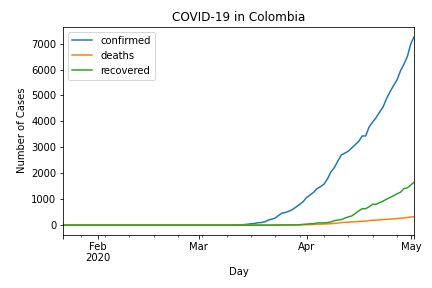 COVID-19 in Colombia
confirmed
deaths
recovered
7000
6000
5000
4000
3000
2000
1000
0
Number of Cases
Feb
2020
Mar
Apr
May
Day